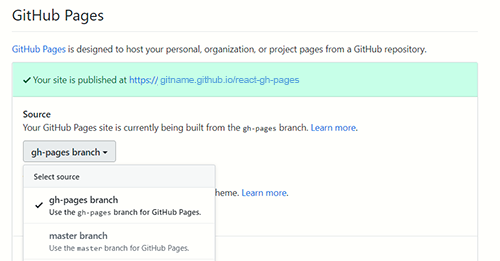 GitHub Pages
GitHub Pages is designed to host your personal, organization, or project pages from a GitHub repository.
✓ Your site is published at https:// gitname.github.io/react-gh-pages
Source
Your GitHub Pages site is currently being built from the gh-pages branch. Learn more.
gh-pages branch
Select source
gh-pages branch
heme. Learn more.
Use the gh-pages branch for GitHub Pages.
master branch
Use the master branch for GitHub Pages.